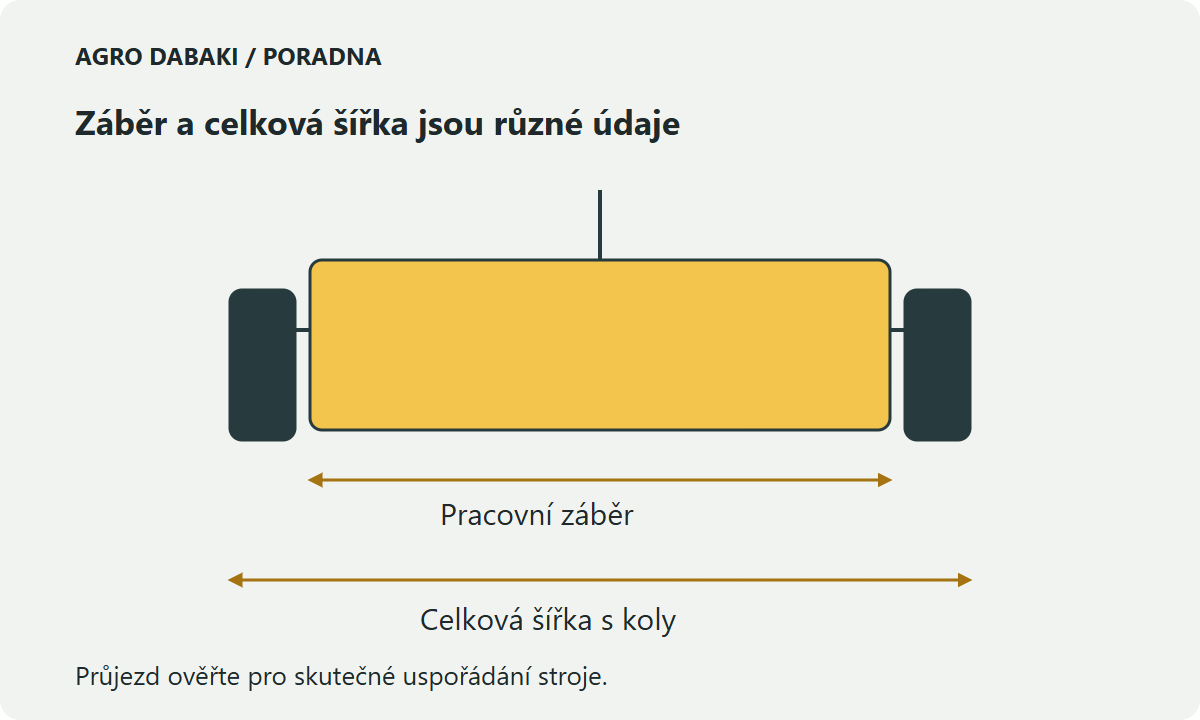 AGRO DABAKI / PORADNA
Záběr a celková šířka jsou různé údaje
Pracovní záběr
Celková šířka s koly
Průjezd ověřte pro skutečné uspořádání stroje.